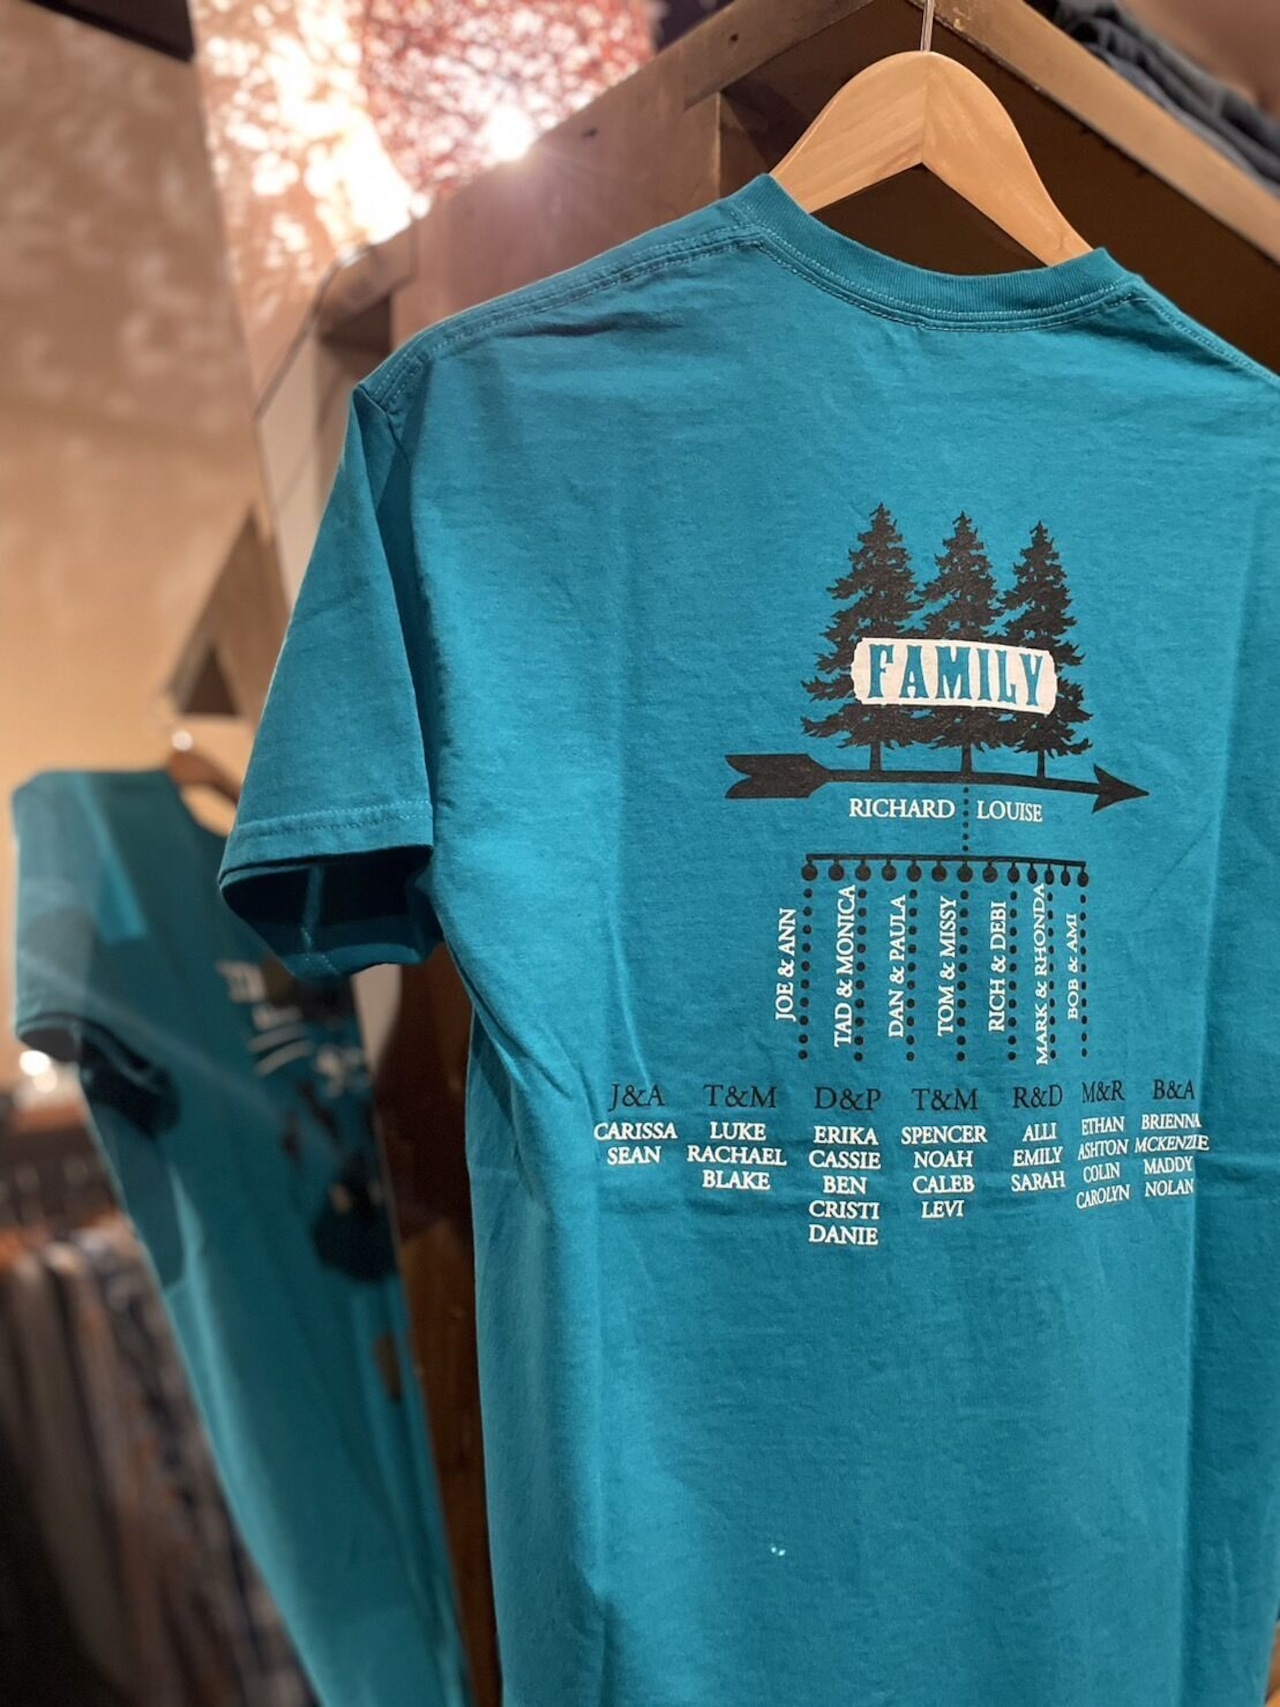 FAMILY
RICHARD LOUISE
JOE & ANN
TAD & MONICA
DAN & PAULA
TOM & MISSY
RICH & DEBI
MARK & RHONDA
BOB & AMI
J&A T&M D&P T&M R&D M&R B&A
CARISSA LUKE ERIKA SPENCER ALLI ETHAN BRIENNA
SEAN RACHAEL CASSIE NOAH EMILY ASHTON MCKENZIE
BLAKE BEN CALEB SARAH COLIN MADDY
CRISTI LEVI CAROLYN NOLAN
DANIE